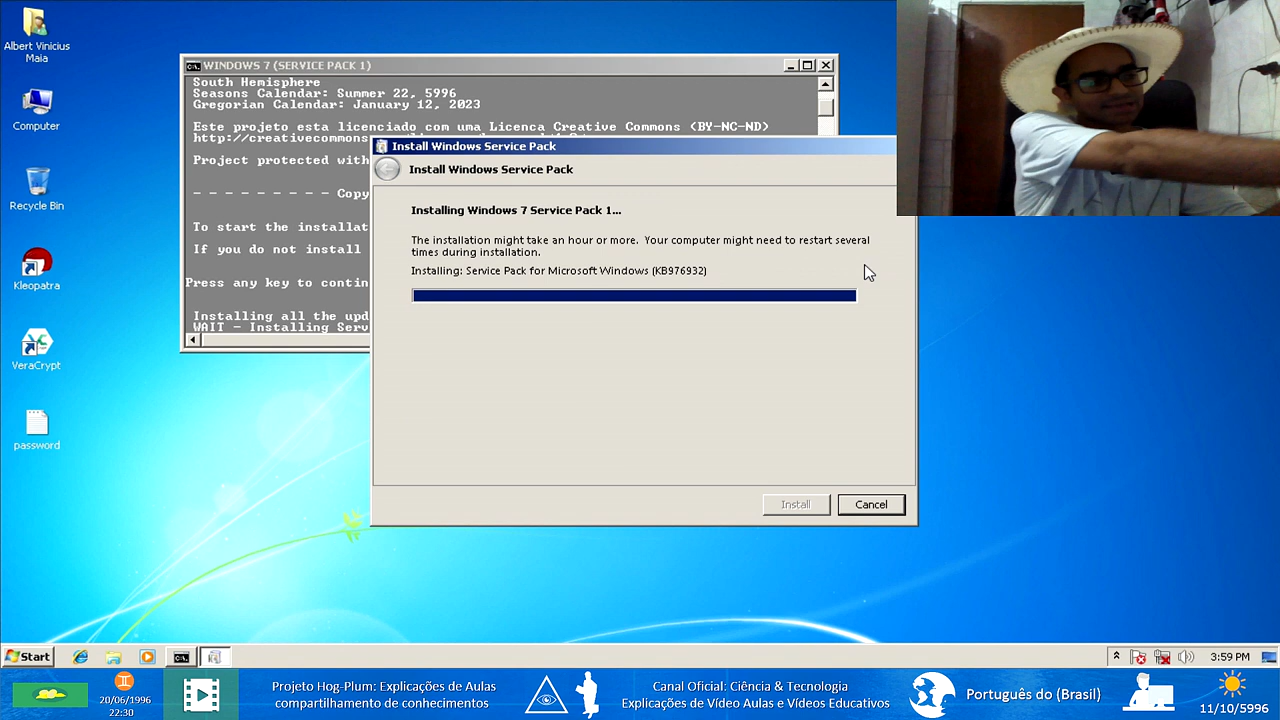 Albert Vinicius
Maia
Computer
Recycle Bin
Kleopatra
VeraCrypt
password
WINDOWS 7 (SERVICE PACK 1)
South Hemisphere
Seasons Calendar: Summer 22, 5996
Gregorian Calendar: January 12, 2023
Este projeto esta licenciado com uma Licenca Creative Commons (BY-NC-ND)
http://creativecommons
Project protected with
- - - - - - - - - Copy
To start the installat
If you do not install
Press any key to contin
Installing all the upd
WAIT - Installing Serv
Install Windows Service Pack
Install Windows Service Pack
Installing Windows 7 Service Pack 1...
The installation might take an hour or more. Your computer might need to restart several
times during installation.
Installing: Service Pack for Microsoft Windows (KB976932)
Install
Cancel
Start
3:59 PM
20/06/1996
22:30
Projeto Hog-Plum: Explicações de Aulas
compartilhamento de conhecimentos
Canal Oficial: Ciência & Tecnologia
Explicações de Vídeo Aulas e Vídeos Educativos
Português do (Brasil)
11/10/5996